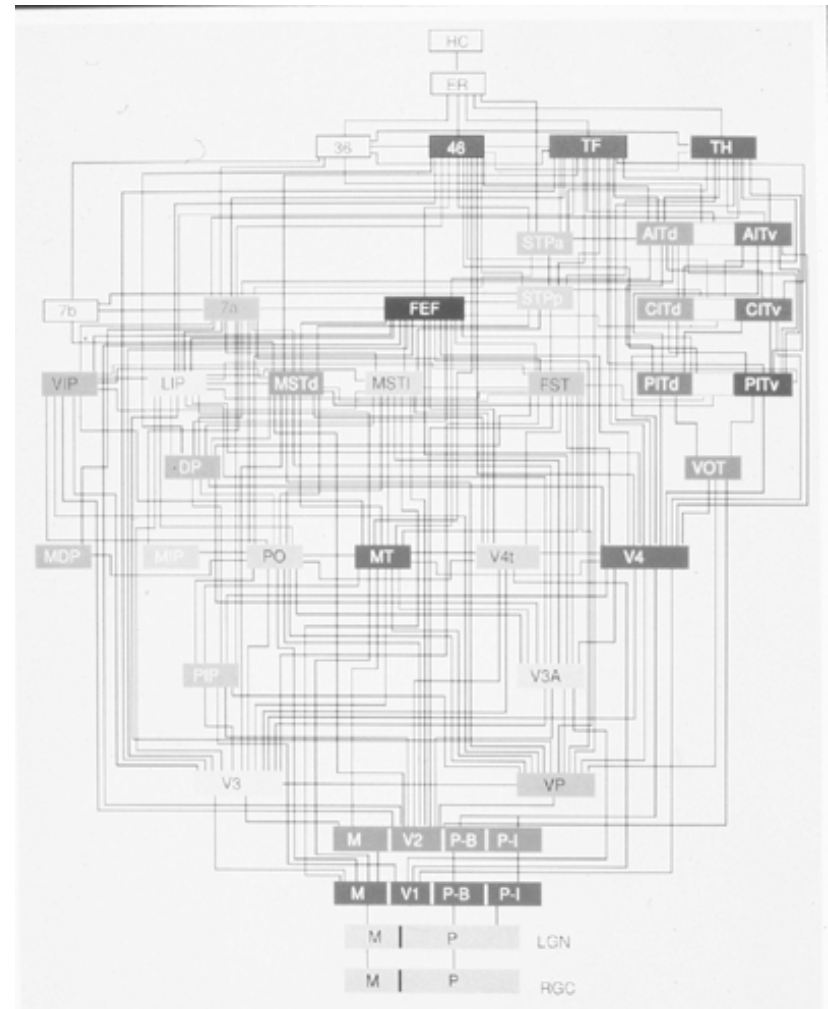 HC
ER
36 46 TF TH
STPa AITd AITv
7b 7a FEF STPp CITd CITv
VIP LIP MSTd MSTl FST PITd PITv
DP VOT
MDP MIP PO MT V4t V4
PIP V3A
V3 VP
M V2 P-B P-I
M V1 P-B P-I
M P LGN
M P RGC